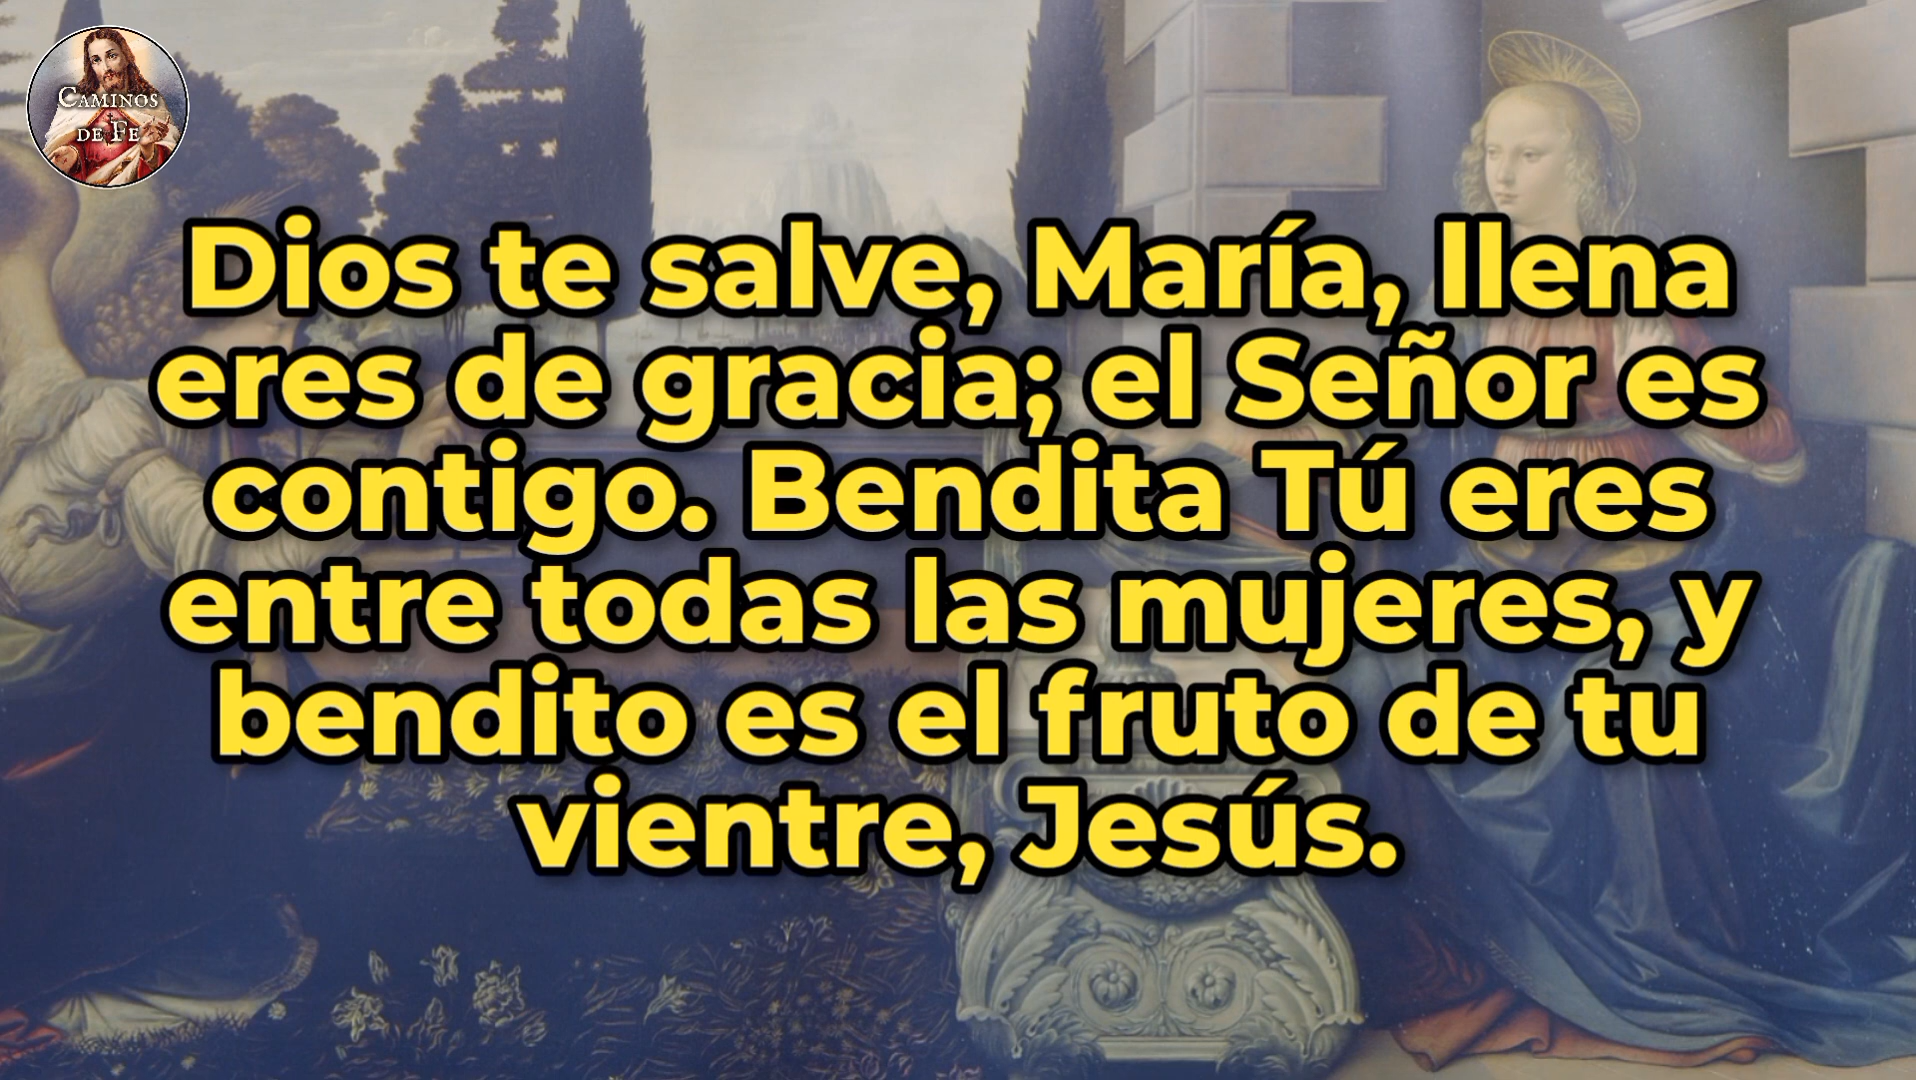 CAMINOS
DE FE
Dios te salve, María, llena
eres de gracia; el Señor es
contigo. Bendita Tú eres
entre todas las mujeres, y
bendito es el fruto de tu
vientre, Jesús.